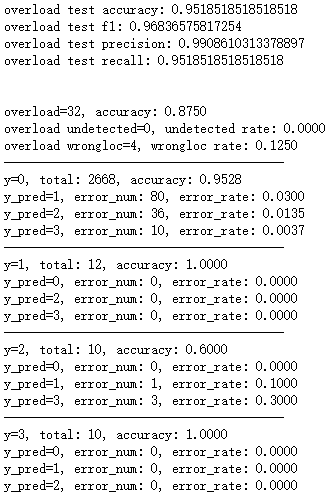 overload test accuracy: 0.9518518518518518
overload test f1: 0.96836575817254
overload test precision: 0.9908610313378897
overload test recall: 0.9518518518518518
overload=32, accuracy: 0.8750
overload undetected=0, undetected rate: 0.0000
overload wrongloc=4, wrongloc rate: 0.1250
y=0, total: 2668, accuracy: 0.9528
y_pred=1, error_num: 80, error_rate: 0.0300
y_pred=2, error_num: 36, error_rate: 0.0135
y_pred=3, error_num: 10, error_rate: 0.0037
y=1, total: 12, accuracy: 1.0000
y_pred=0, error_num: 0, error_rate: 0.0000
y_pred=2, error_num: 0, error_rate: 0.0000
y_pred=3, error_num: 0, error_rate: 0.0000
y=2, total: 10, accuracy: 0.6000
y_pred=0, error_num: 0, error_rate: 0.0000
y_pred=1, error_num: 1, error_rate: 0.1000
y_pred=3, error_num: 3, error_rate: 0.3000
y=3, total: 10, accuracy: 1.0000
y_pred=0, error_num: 0, error_rate: 0.0000
y_pred=1, error_num: 0, error_rate: 0.0000
y_pred=2, error_num: 0, error_rate: 0.0000